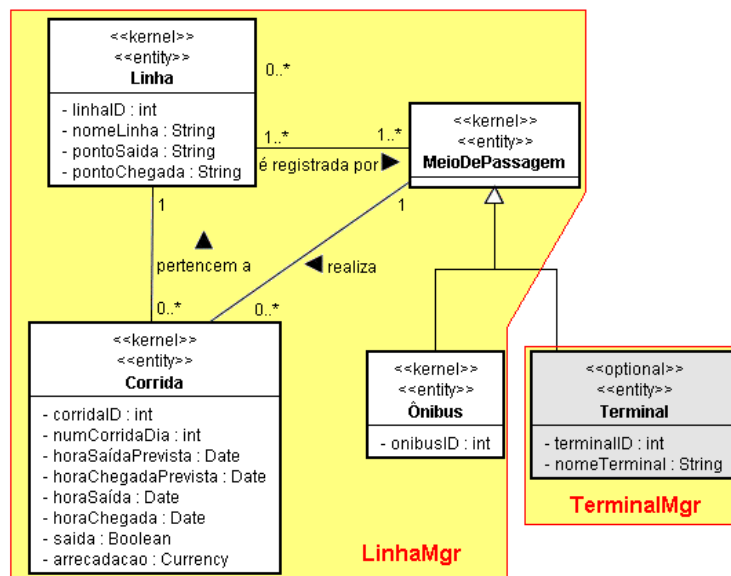 <<kernel>>
<<entity>>
Linha
- linhaID : int
- nomeLinha : String
- pontoSaida : String
- pontoChegada : String
0..*
1..*
1..*
é registrada por
<<kernel>>
<<entity>>
MeioDePassagem
1
1
pertencem a
realiza
0..*
0..*
<<kernel>>
<<entity>>
Corrida
- corridaID : int
- numCorridaDia : int
- horaSaídaPrevista : Date
- horaChegadaPrevista : Date
- horaSaída : Date
- horaChegada : Date
- saida : Boolean
- arrecadacao : Currency
<<kernel>>
<<entity>>
Ônibus
- onibusID : int
<<optional>>
<<entity>>
Terminal
- terminalID : int
- nomeTerminal : String
TerminalMgr
LinhaMgr